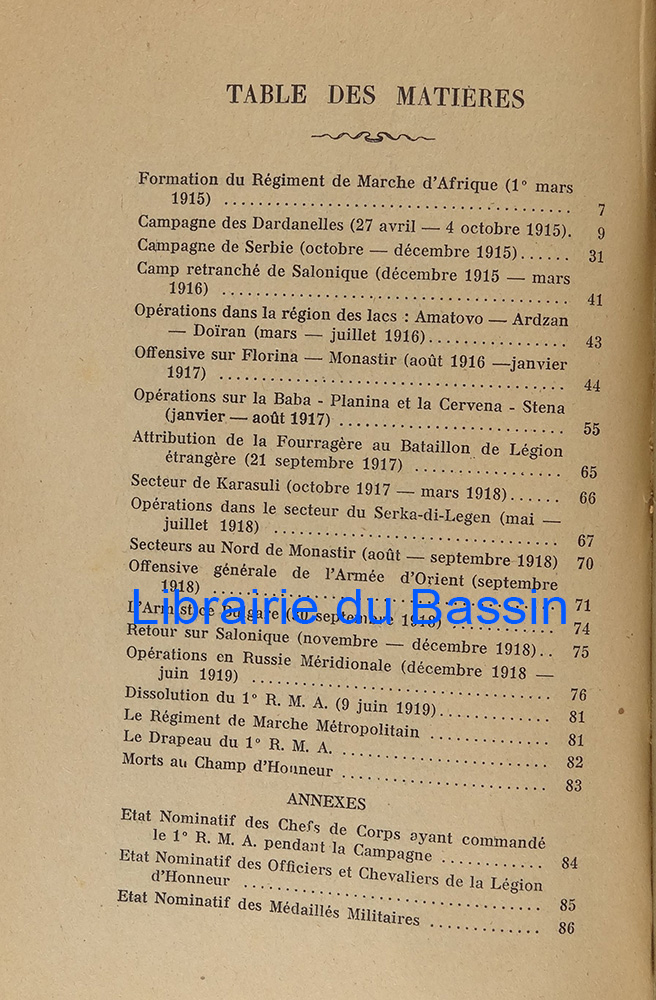 TABLE DES MATIÈRES
Formation du Régiment de Marche d'Afrique (1° mars
1915) ........................................ 7
Campagne des Dardanelles (27 avril — 4 octobre 1915). 9
Campagne de Serbie (octobre — décembre 1915)...... 31
Camp retranché de Salonique (décembre 1915 — mars
1916) ........................................ 41
Opérations dans la région des lacs : Amatovo — Ardzan
— Doïran (mars — juillet 1916)................ 43
Offensive sur Florina — Monastir (août 1916 —janvier
1917) ........................................ 44
Opérations sur la Baba - Planina et la Cervena - Stena
(janvier — août 1917) ........................ 55
Attribution de la Fourragère au Bataillon de Légion
étrangère (21 septembre 1917) ................ 65
Secteur de Karasuli (octobre 1917 — mars 1918)...... 66
Opérations dans le secteur du Serka-di-Legen (mai —
juillet 1918) ................................ 67
Secteurs au Nord de Monastir (août — septembre 1918) 70
Offensive générale de l'Armée d'Orient (septembre
1918) ........................................ 71
Librairie du Bassin
L'Armistice Bulgare (30 septembre 1918) ............ 74
Retour sur Salonique (novembre — décembre 1918).. 75
Opérations en Russie Méridionale (décembre 1918 —
juin 1919) ................................... 76
Dissolution du 1° R. M. A. (9 juin 1919)............. 81
Le Régiment de Marche Métropolitain .............. 81
Le Drapeau du 1° R. M. A. ........................ 82
Morts au Champ d'Honneur ........................ 83
ANNEXES
Etat Nominatif des Chefs de Corps ayant commandé
le 1° R. M. A. pendant la Campagne ............ 84
Etat Nominatif des Officiers et Chevaliers de la Légion
d'Honneur .................................... 85
Etat Nominatif des Médaillés Militaires ............. 86